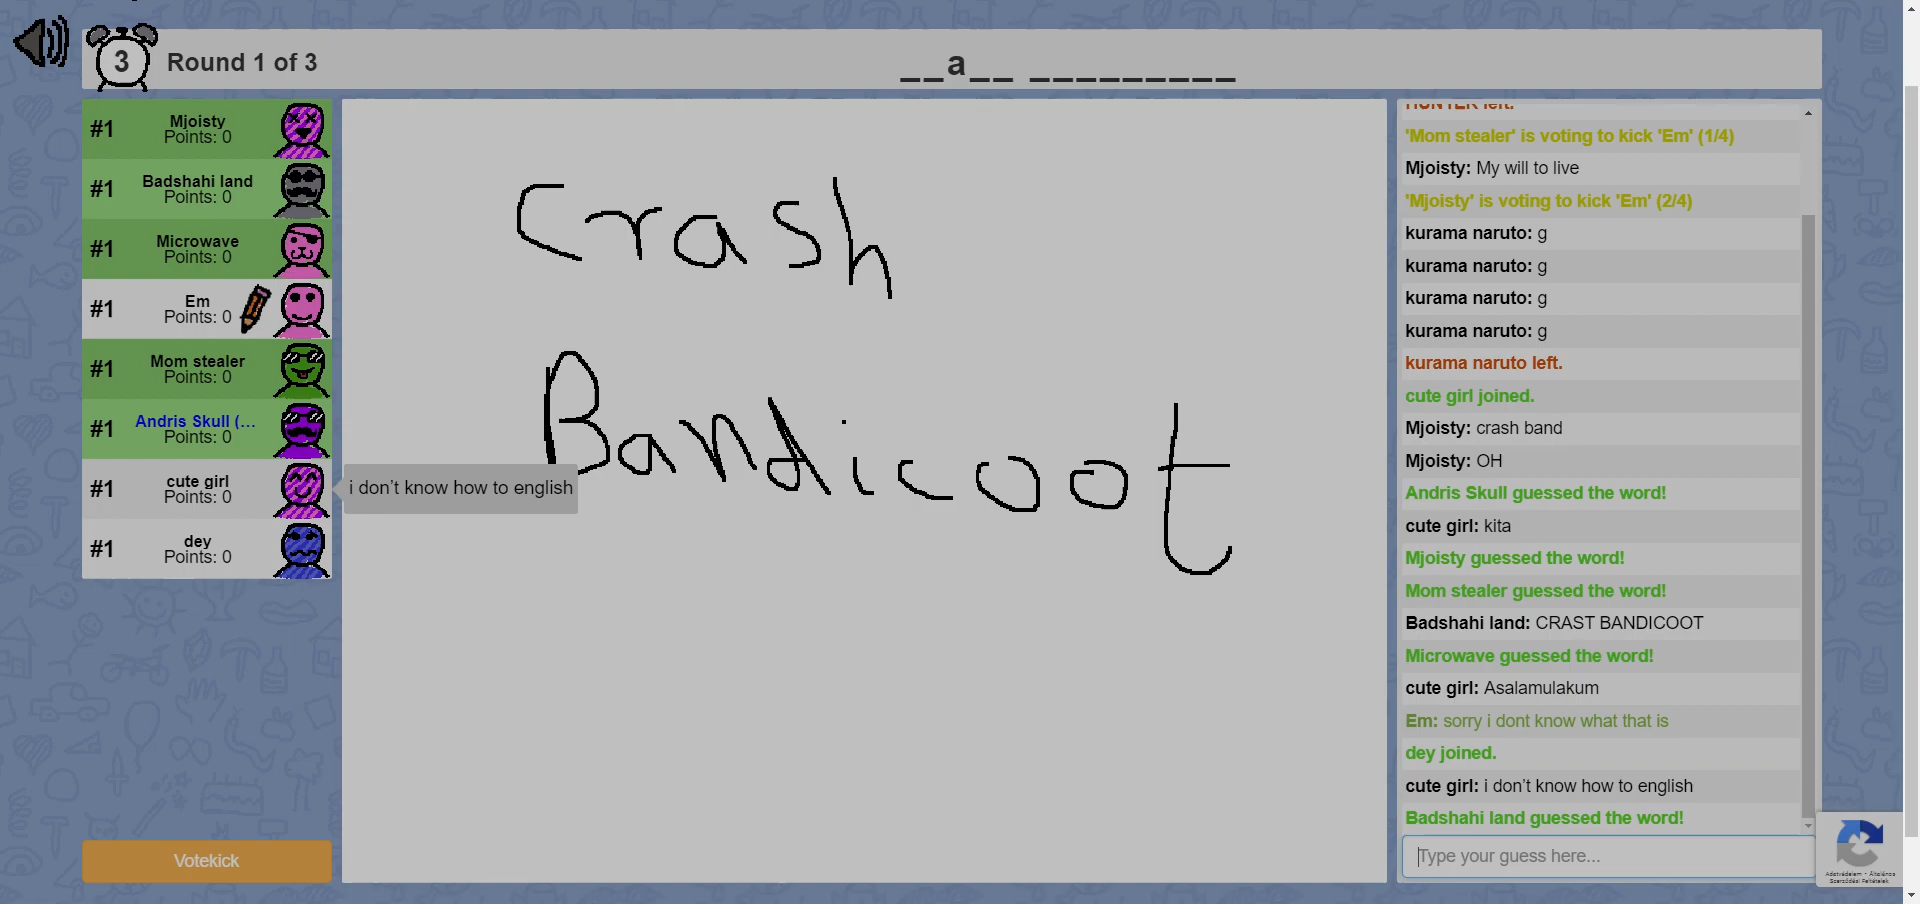 3 Round 1 of 3 __a__ _________
#1 Mjoisty
Points: 0
#1 Badshahi land
Points: 0
#1 Microwave
Points: 0
#1 Em
Points: 0
#1 Mom stealer
Points: 0
#1 Andris Skull (...
Points: 0
#1 cute girl
Points: 0
i don't know how to english
#1 dey
Points: 0
Votekick
Crash
Bandicoot
HUNTER left.
'Mom stealer' is voting to kick 'Em' (1/4)
Mjoisty: My will to live
'Mjoisty' is voting to kick 'Em' (2/4)
kurama naruto: g
kurama naruto: g
kurama naruto: g
kurama naruto: g
kurama naruto left.
cute girl joined.
Mjoisty: crash band
Mjoisty: OH
Andris Skull guessed the word!
cute girl: kita
Mjoisty guessed the word!
Mom stealer guessed the word!
Badshahi land: CRAST BANDICOOT
Microwave guessed the word!
cute girl: Asalamulakum
Em: sorry i dont know what that is
dey joined.
cute girl: i don't know how to english
Badshahi land guessed the word!
Type your guess here...
Adatvédelem - Általános
Szerződési Feltételek